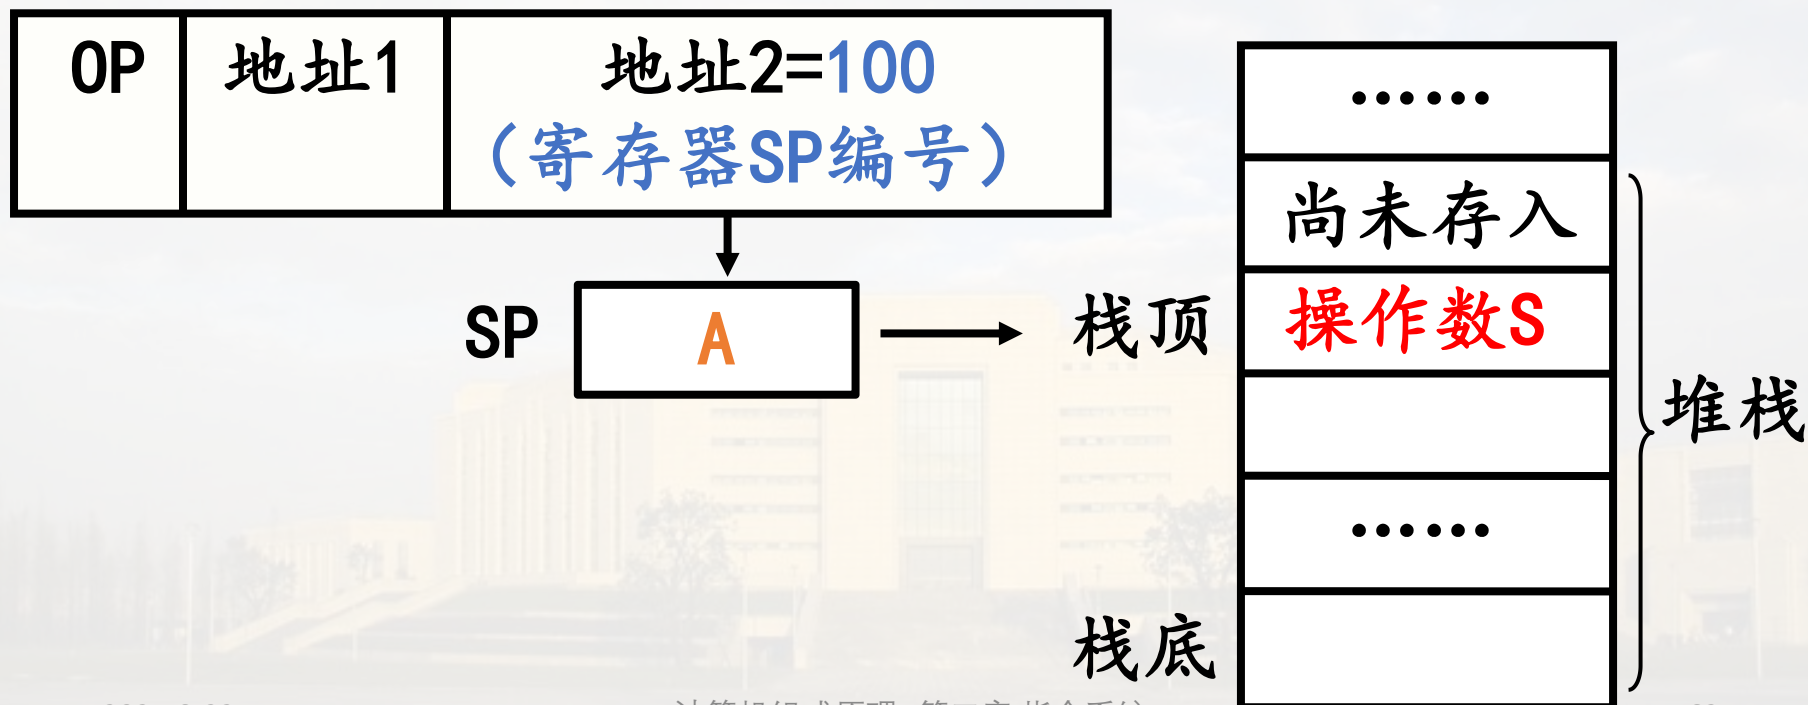 OP
地址1
地址2=100
(寄存器SP编号)
SP
A
栈顶
……
尚未存入
操作数S
……
堆栈
栈底